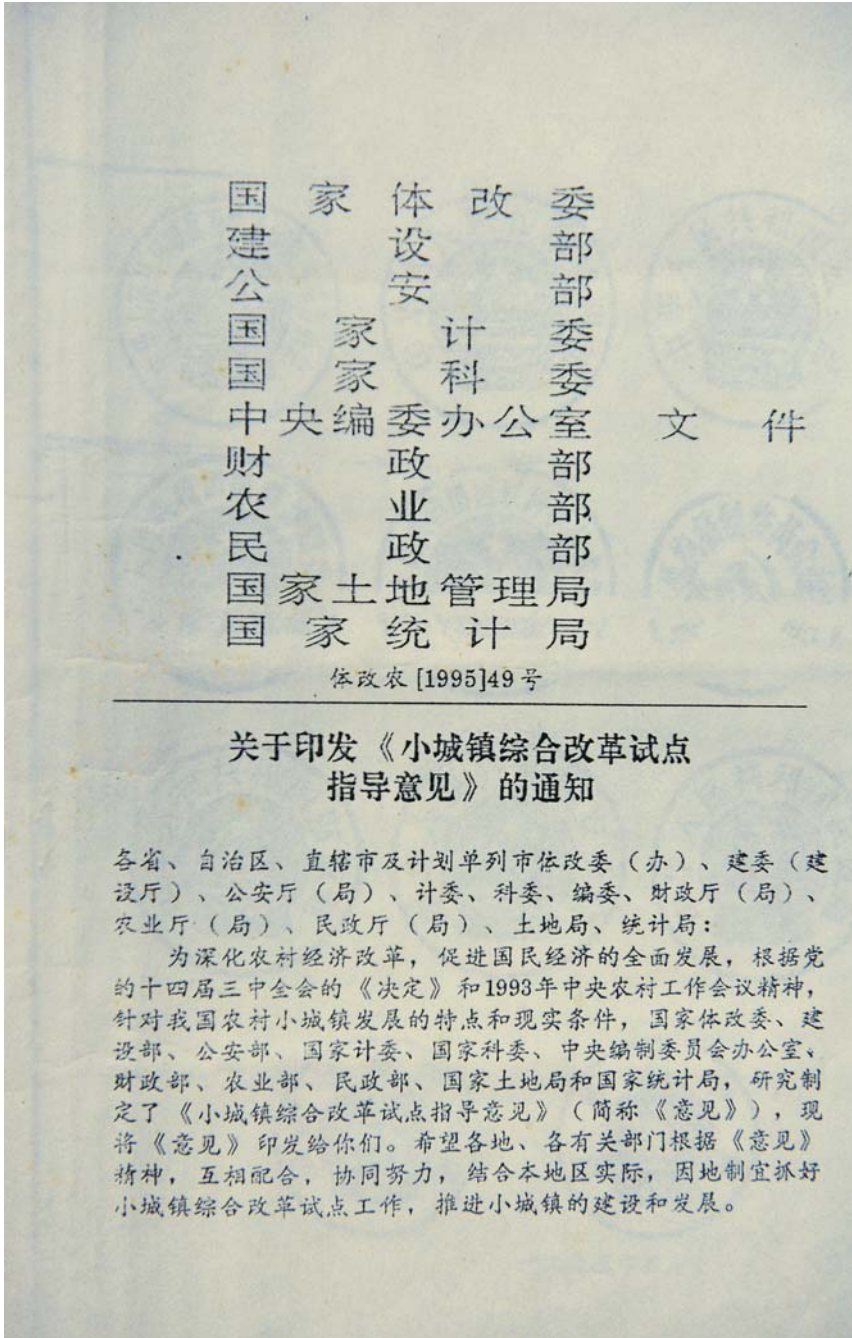 国家体改委
建设部
公安部
国家计委
国家科委
中央编委办公室 文件
财政部
农业部
民政部
国家土地管理局
国家统计局
体改农[1995]49号
关于印发《小城镇综合改革试点
指导意见》的通知
各省、自治区、直辖市及计划单列市体改委（办）、建委（建
设厅）、公安厅（局）、计委、科委、编委、财政厅（局）、
农业厅（局）、民政厅（局）、土地局、统计局：
为深化农村经济改革，促进国民经济的全面发展，根据党
的十四届三中全会的《决定》和1993年中央农村工作会议精神，
针对我国农村小城镇发展的特点和现实条件，国家体改委、建
设部、公安部、国家计委、国家科委、中央编制委员会办公室、
财政部、农业部、民政部、国家土地局和国家统计局，研究制
定了《小城镇综合改革试点指导意见》（简称《意见》），现
将《意见》印发给你们。希望各地、各有关部门根据《意见》
精神，互相配合，协同努力，结合本地区实际，因地制宜抓好
小城镇综合改革试点工作，推进小城镇的建设和发展。